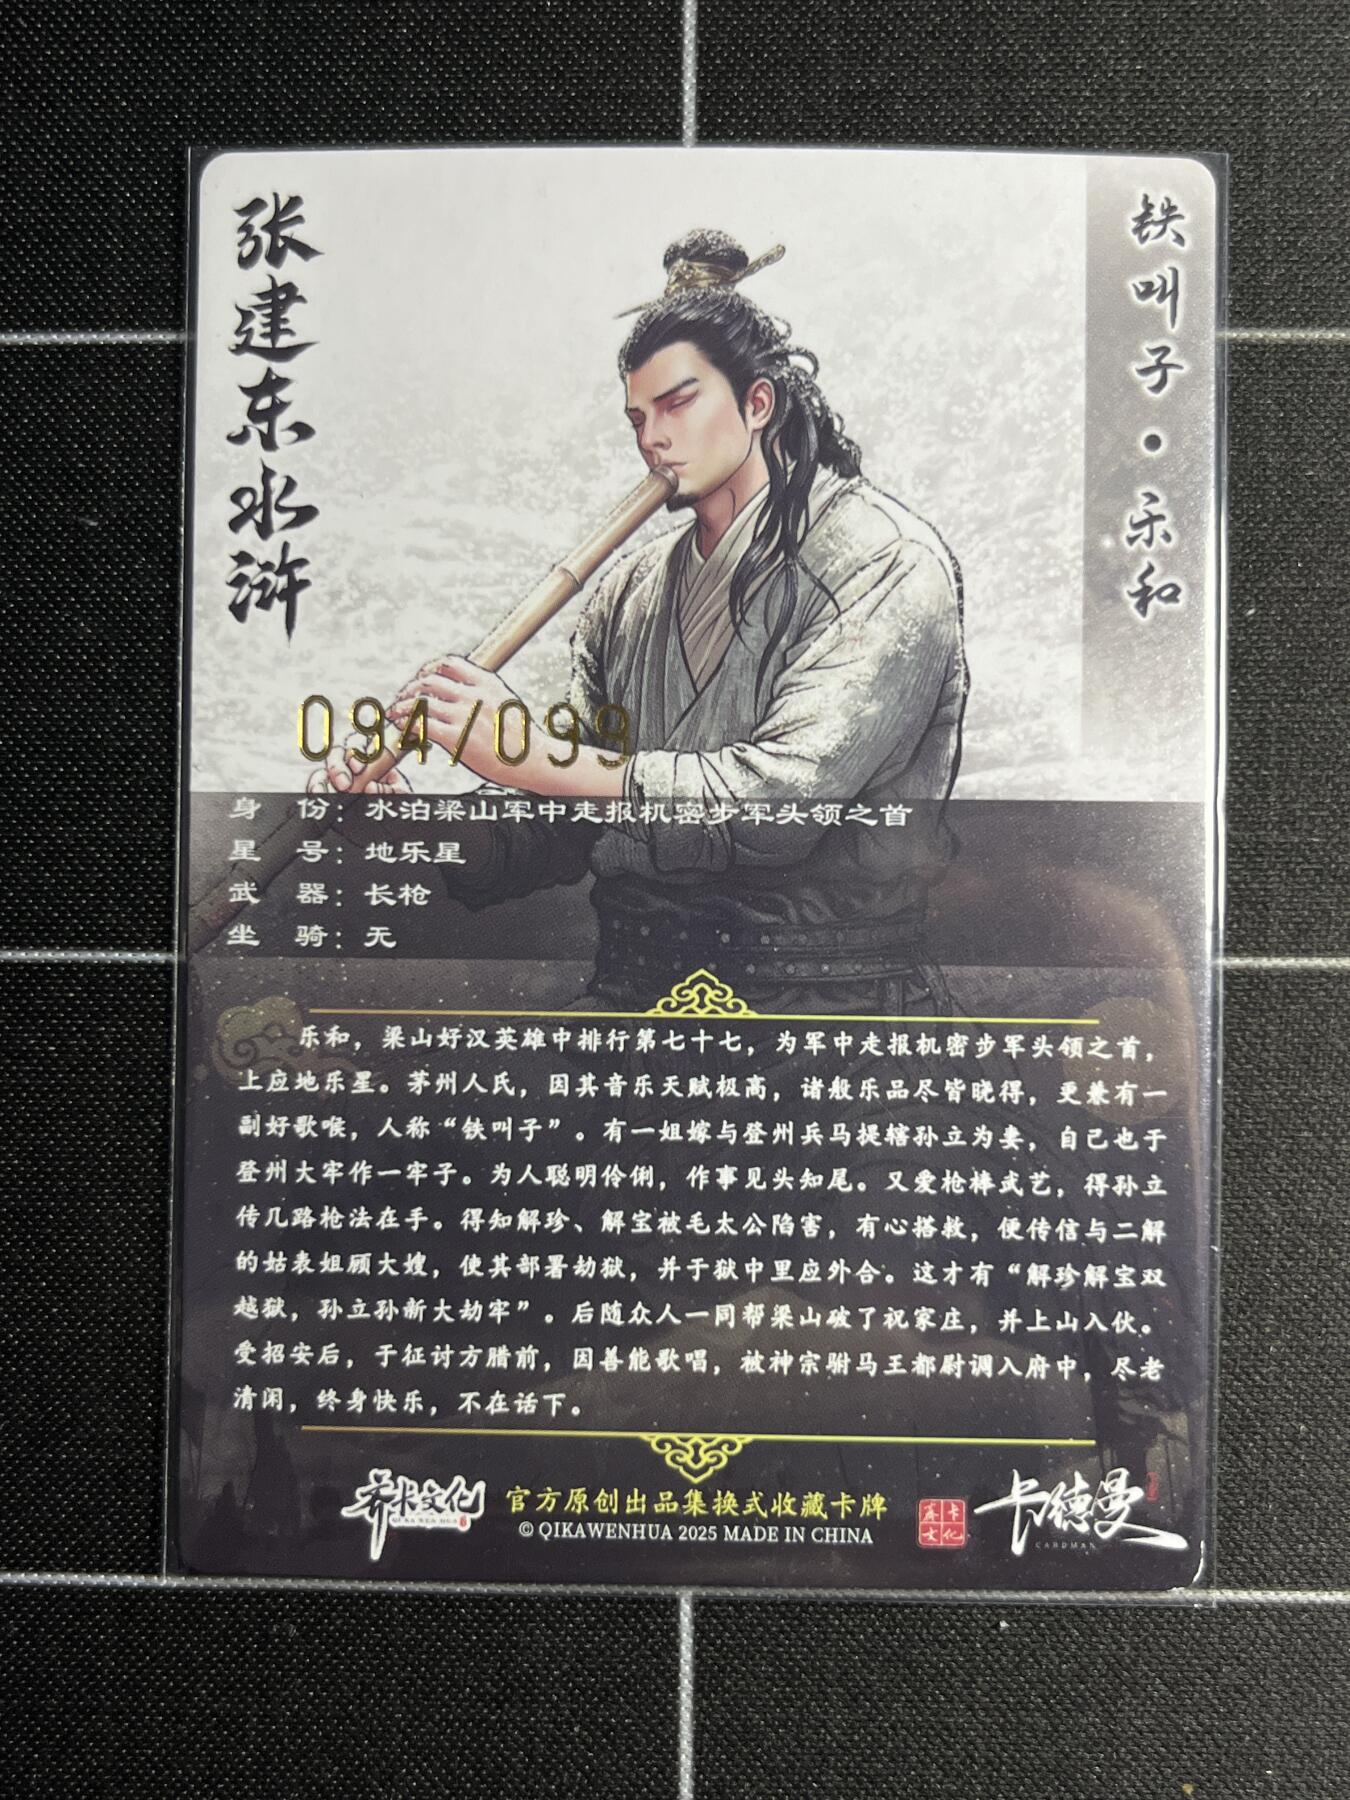 张建东水浒
铁叫子·乐和
094/099
身 份：水泊梁山军中走报机密步军头领之首
星 号：地乐星
武 器：长枪
坐 骑：无
乐和，梁山好汉英雄中排行第七十七，为军中走报机密步军头领之首，
上应地乐星。茅州人氏，因其音乐天赋极高，诸般乐品尽皆晓得，更兼有一
副好歌喉，人称“铁叫子”。有一姐嫁与登州兵马提辖孙立为妻，自己也于
登州大牢作一牢子。为人聪明伶俐，作事见头知尾。又爱枪棒武艺，得孙立
传几路枪法在手。得知解珍、解宝被毛太公陷害，有心搭救，便传信与二解
的姑表姐顾大嫂，使其部署劫狱，并于狱中里应外合。这才有“解珍解宝双
越狱，孙立孙新大劫牢”。后随众人一同帮梁山破了祝家庄，并上山入伙。
受招安后，于征讨方腊前，因善能歌唱，被神宗驸马王都尉调入府中，尽老
清闲，终身快乐，不在话下。
乔卡文化
QI KA WEN HUA
官方原创出品集换式收藏卡牌
© QIKAWENHUA 2025 MADE IN CHINA
卡德曼
CARDMAN